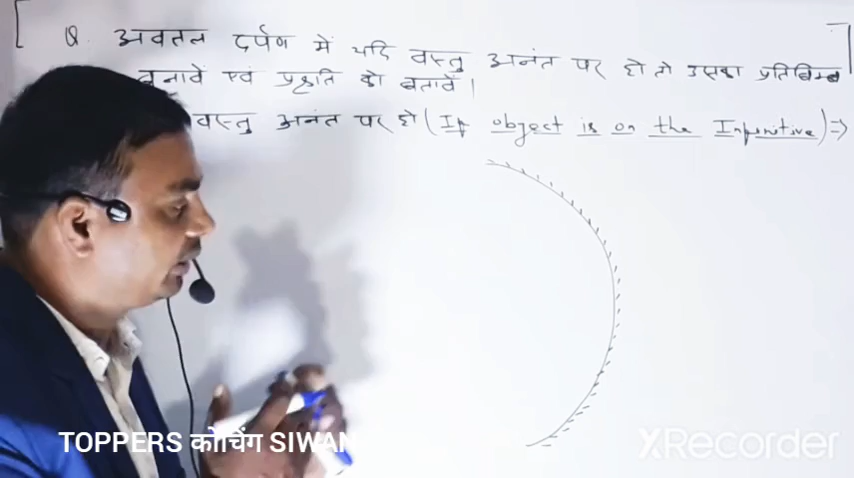 Q. अवतल दर्पण में यदि वस्तु अनंत पर हो तो उसका प्रतिबिम्ब
बनावें एवं प्रकृति को बतावें।
वस्तु अनंत पर हो (If object is on the Infinitive) =>
TOPPERS कोचिंग SIWAN
XRecorder